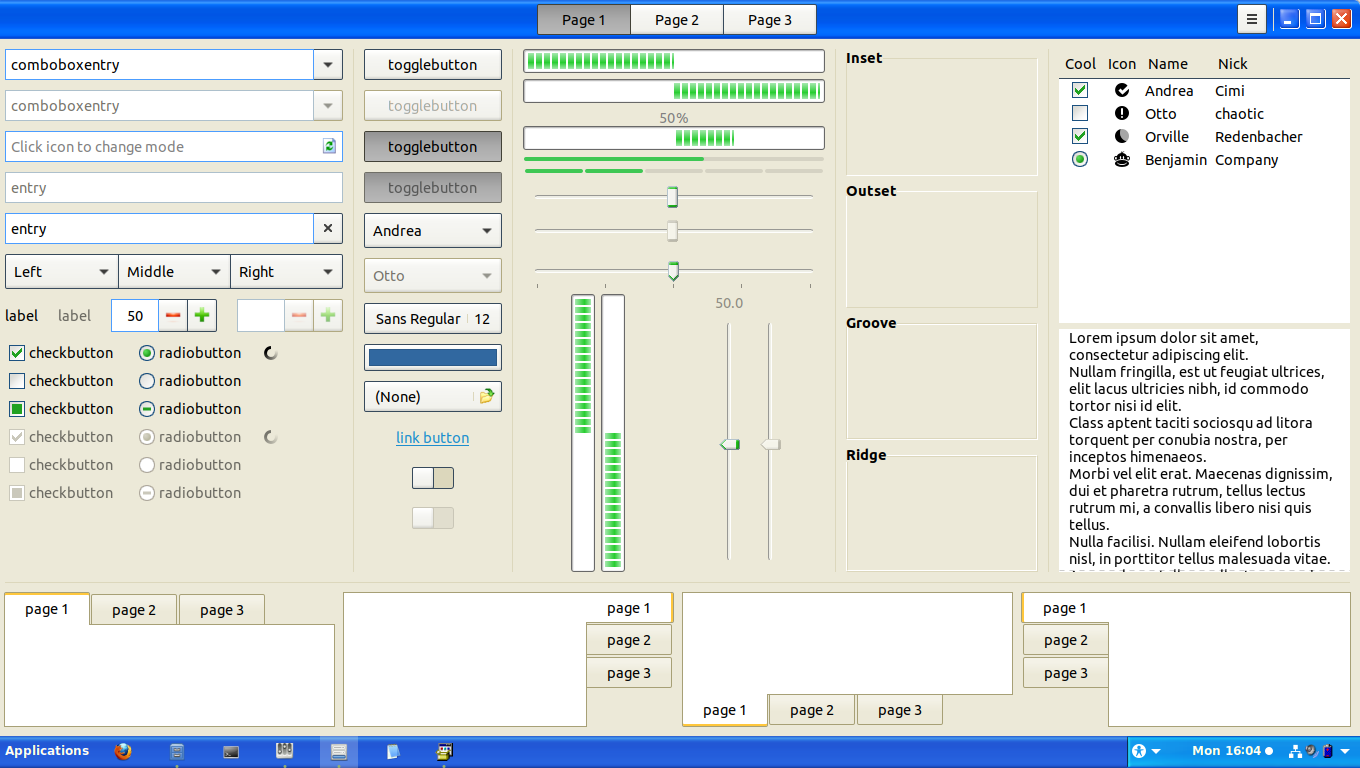 Page 1
Page 2
Page 3
comboboxentry
comboboxentry
Click icon to change mode
entry
entry
Left
Middle
Right
label
label
50
checkbutton
radiobutton
checkbutton
radiobutton
checkbutton
radiobutton
checkbutton
radiobutton
checkbutton
radiobutton
checkbutton
radiobutton
togglebutton
togglebutton
togglebutton
togglebutton
Andrea
Otto
Sans Regular 12
(None)
link button
50%
50.0
Inset
Outset
Groove
Ridge
Cool Icon Name Nick
Andrea Cimi
Otto chaotic
Orville Redenbacher
Benjamin Company
Lorem ipsum dolor sit amet,
consectetur adipiscing elit.
Nullam fringilla, est ut feugiat ultrices,
elit lacus ultricies nibh, id commodo
tortor nisi id elit.
Class aptent taciti sociosqu ad litora
torquent per conubia nostra, per
inceptos himenaeos.
Morbi vel elit erat. Maecenas dignissim,
dui et pharetra rutrum, tellus lectus
rutrum mi, a convallis libero nisi quis
tellus.
Nulla facilisi. Nullam eleifend lobortis
nisl, in porttitor tellus malesuada vitae.
page 1
page 2
page 3
page 1
page 2
page 3
page 1
page 2
page 3
page 1
page 2
page 3
Applications
Mon 16:04